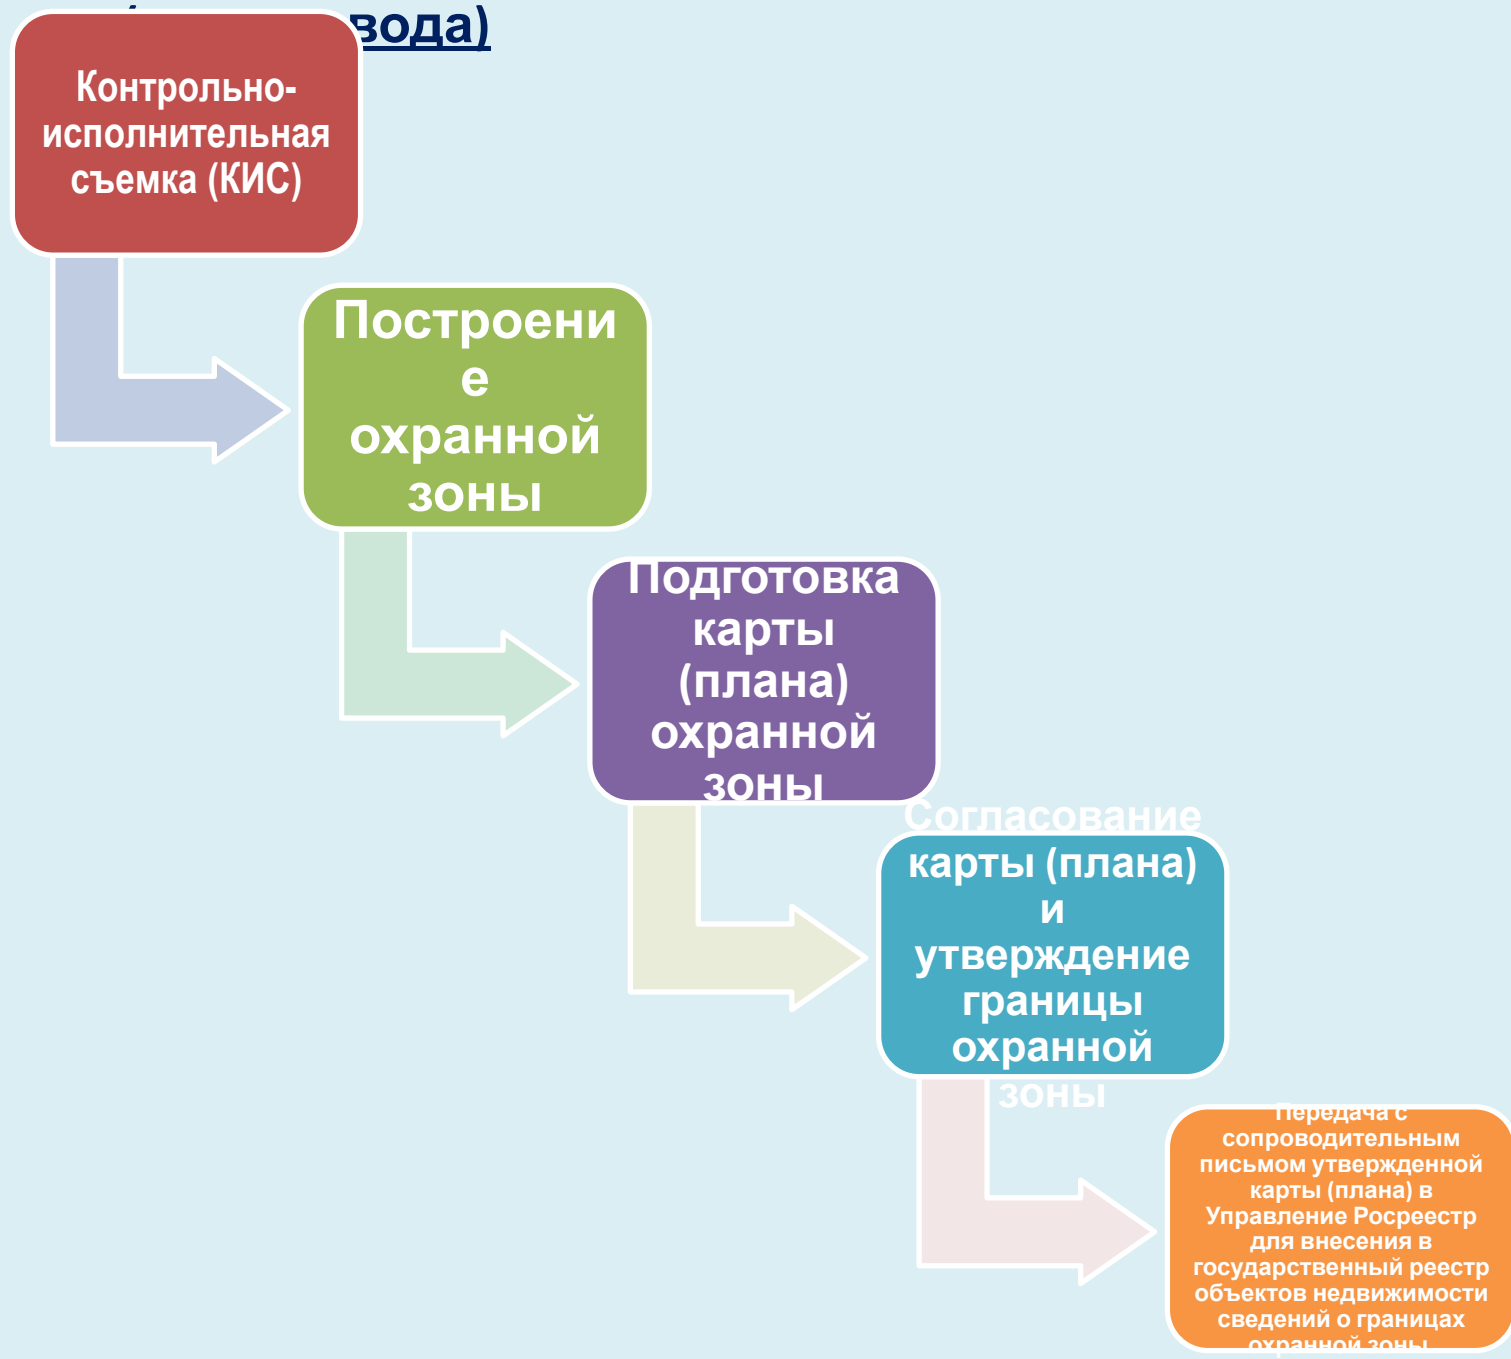 вода)
Контрольно-
исполнительная
съемка (КИС)
Построени
е
охранной
зоны
Подготовка
карты
(плана)
охранной
зоны
Согласование
карты (плана)
и
утверждение
границы
охранной
зоны
Передача с
сопроводительным
письмом утвержденной
карты (плана) в
Управление Росреестр
для внесения в
государственный реестр
объектов недвижимости
сведений о границах
охранной зоны